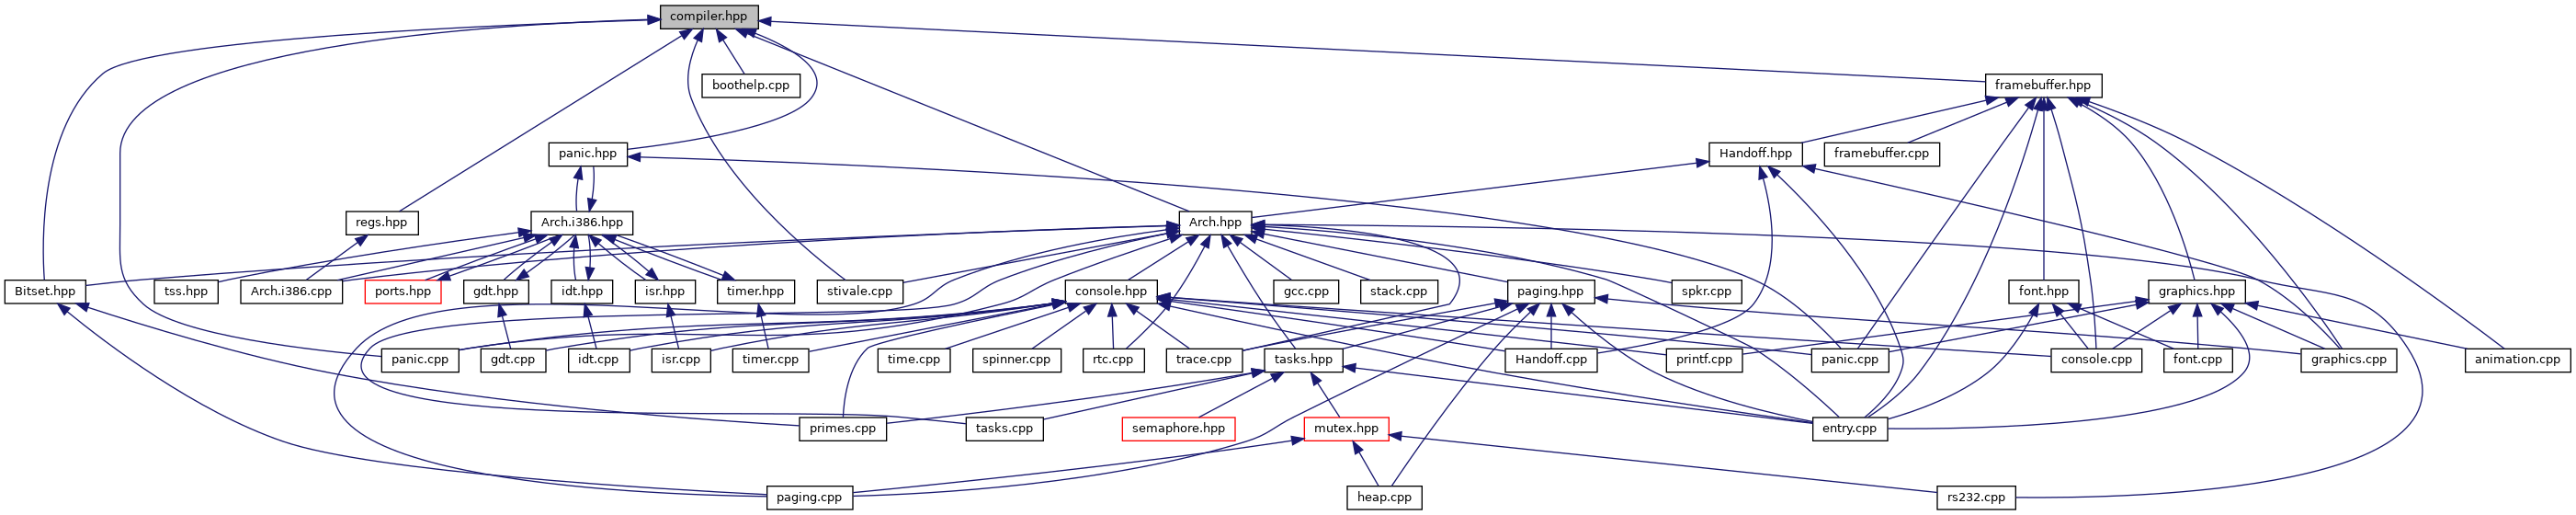 compiler.hpp
boothelp.cpp
framebuffer.hpp
panic.hpp
Handoff.hpp
framebuffer.cpp
regs.hpp
Arch.i386.hpp
Arch.hpp
Bitset.hpp
tss.hpp
Arch.i386.cpp
ports.hpp
gdt.hpp
idt.hpp
isr.hpp
timer.hpp
stivale.cpp
console.hpp
gcc.cpp
stack.cpp
paging.hpp
spkr.cpp
font.hpp
graphics.hpp
panic.cpp
gdt.cpp
idt.cpp
isr.cpp
timer.cpp
time.cpp
spinner.cpp
rtc.cpp
trace.cpp
tasks.hpp
Handoff.cpp
printf.cpp
panic.cpp
console.cpp
font.cpp
graphics.cpp
animation.cpp
primes.cpp
tasks.cpp
semaphore.hpp
mutex.hpp
entry.cpp
paging.cpp
heap.cpp
rs232.cpp